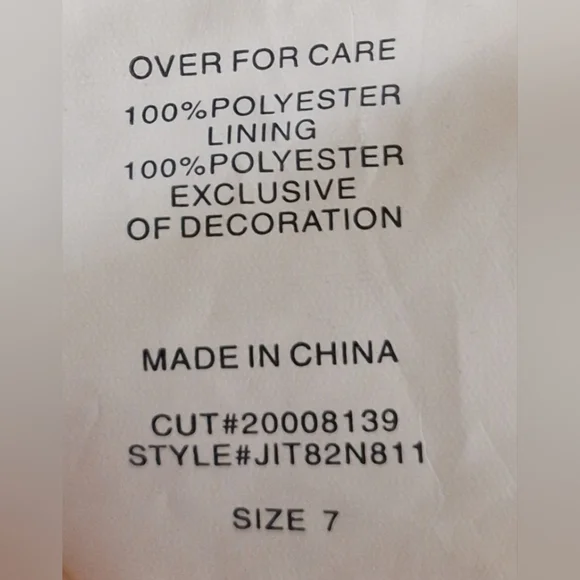 OVER FOR CARE
100%POLYESTER
LINING
100%POLYESTER
EXCLUSIVE
OF DECORATION
MADE IN CHINA
CUT#20008139
STYLE#JIT82N811
SIZE 7